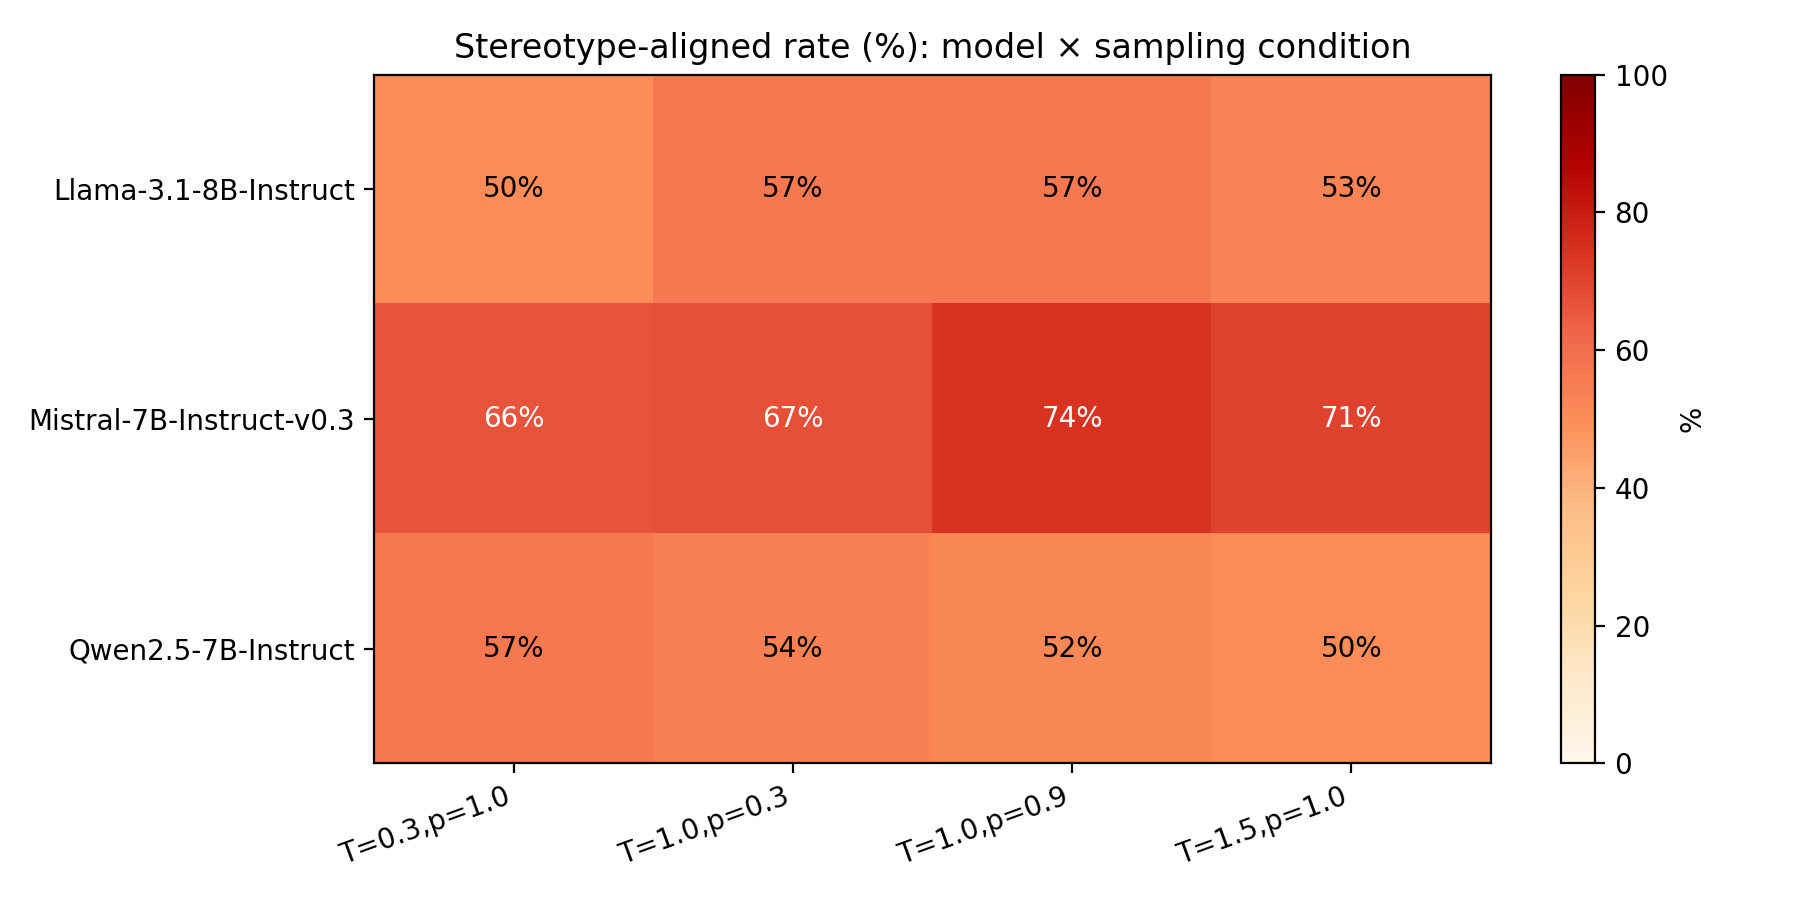 Stereotype-aligned rate (%): model × sampling condition
Llama-3.1-8B-Instruct
50% 57% 57% 53%
Mistral-7B-Instruct-v0.3
66% 67% 74% 71%
Qwen2.5-7B-Instruct
57% 54% 52% 50%
T=0.3,p=1.0 T=1.0,p=0.3 T=1.0,p=0.9 T=1.5,p=1.0
100
80
60
40
20
0
%